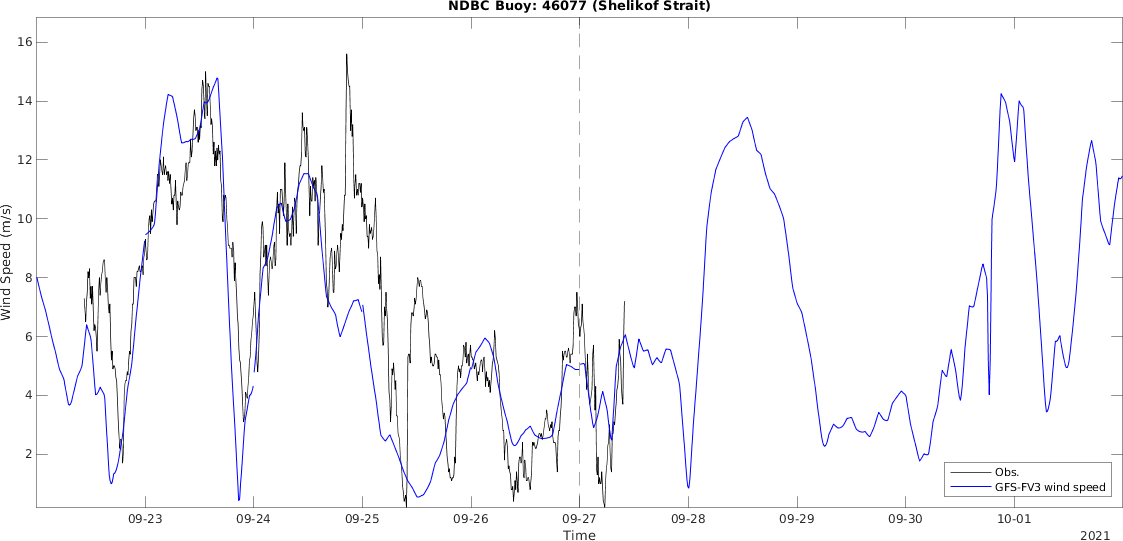 NDBC Buoy: 46077 (Shelikof Strait)
Wind Speed (m/s)
16
14
12
10
8
6
4
2
Obs.
GFS-FV3 wind speed
09-23 09-24 09-25 09-26 09-27 09-28 09-29 09-30 10-01
Time
2021